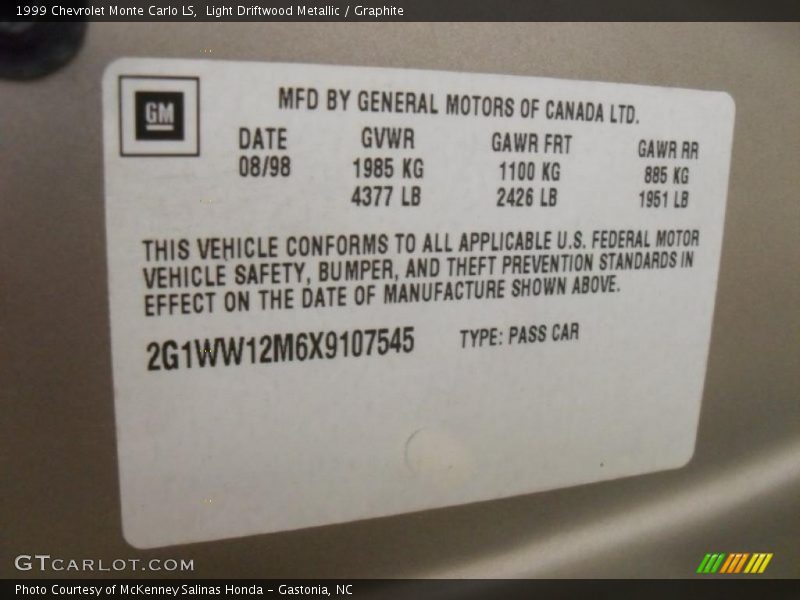 1999 Chevrolet Monte Carlo LS,  Light Driftwood Metallic / Graphite
GM
MFD BY GENERAL MOTORS OF CANADA LTD.
DATE GVWR GAWR FRT GAWR RR
08/98 1985 KG 1100 KG 885 KG
4377 LB 2426 LB 1951 LB
THIS VEHICLE CONFORMS TO ALL APPLICABLE U.S. FEDERAL MOTOR
VEHICLE SAFETY, BUMPER, AND THEFT PREVENTION STANDARDS IN
EFFECT ON THE DATE OF MANUFACTURE SHOWN ABOVE.
2G1WW12M6X9107545 TYPE: PASS CAR
GTCARLOT.COM
Photo Courtesy of McKenney Salinas Honda - Gastonia, NC